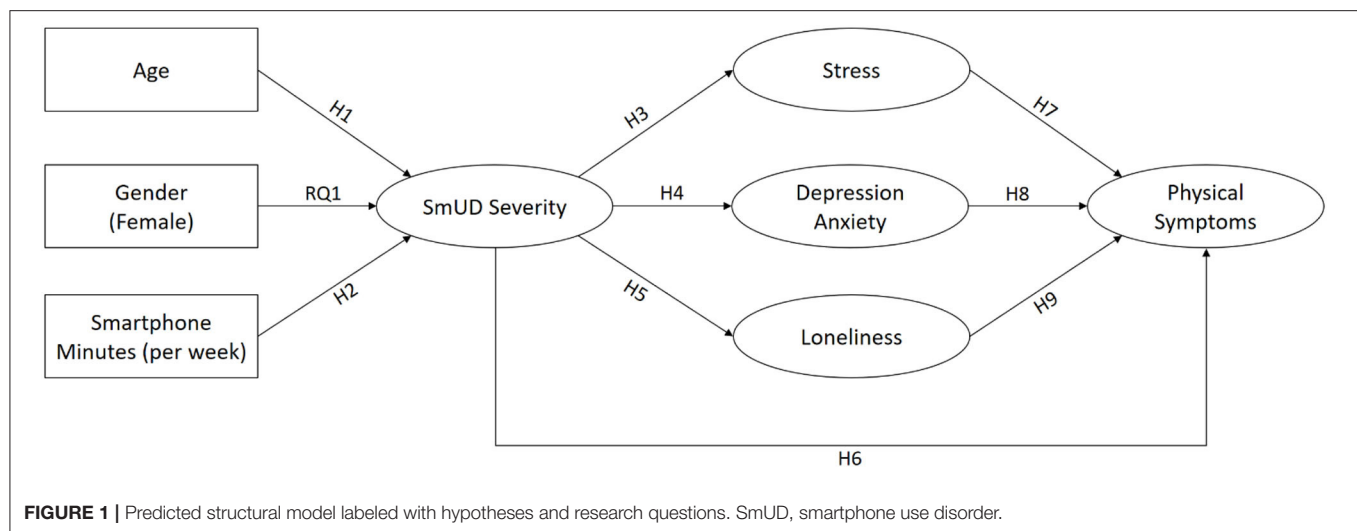 Age
H1
Gender
(Female)
RQ1
Smartphone
Minutes (per week)
H2
SmUD Severity
H3
H4
H5
Stress
Depression
Anxiety
Loneliness
H7
H8
H9
Physical
Symptoms
H6
FIGURE 1 | Predicted structural model labeled with hypotheses and research questions. SmUD, smartphone use disorder.